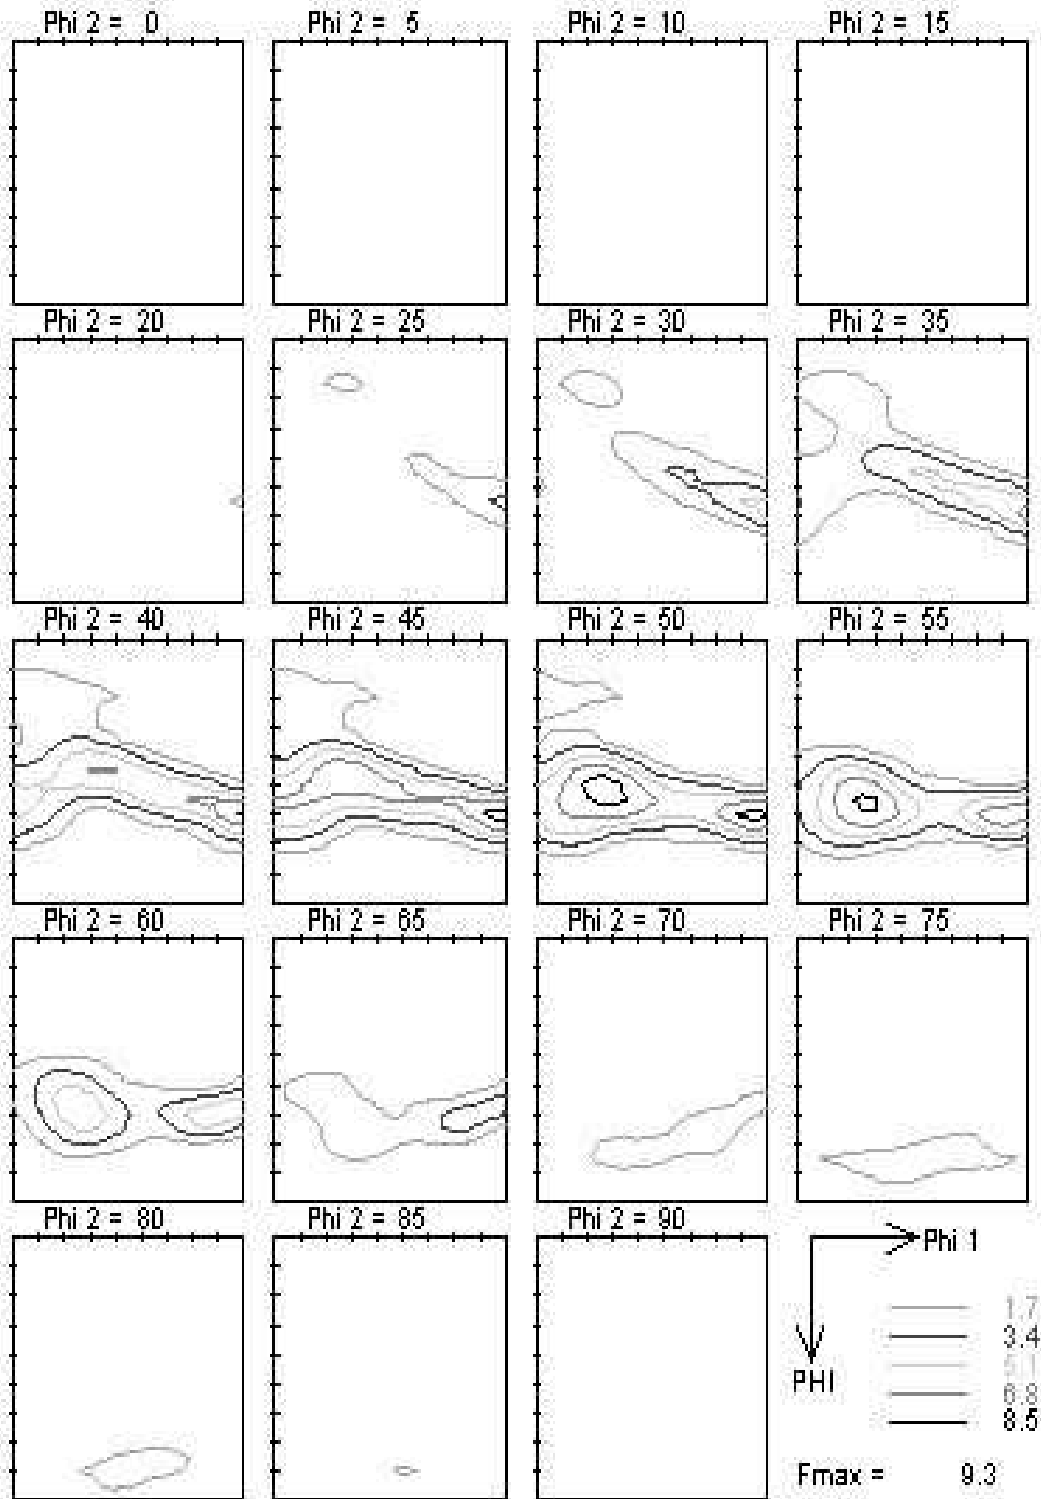 Phi 2 = 0 Phi 2 = 5 Phi 2 = 10 Phi 2 = 15
Phi 2 = 20 Phi 2 = 25 Phi 2 = 30 Phi 2 = 35
Phi 2 = 40 Phi 2 = 45 Phi 2 = 50 Phi 2 = 55
Phi 2 = 60 Phi 2 = 65 Phi 2 = 70 Phi 2 = 75
Phi 2 = 80 Phi 2 = 85 Phi 2 = 90
Phi 1
1.7
3.4
5.1
PHI
6.8
8.5
Fmax = 9.3